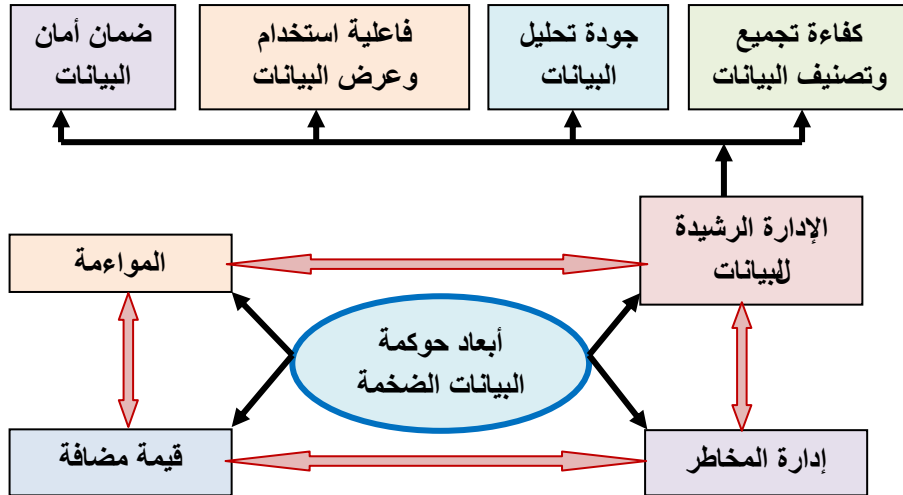 كفاءة تجميع
وتصنيف البيانات
جودة تحليل
البيانات
فاعلية استخدام
وعرض البيانات
ضمان أمان
البيانات
الإدارة الرشيدة
للبيانات
المواءمة
أبعاد حوكمة
البيانات الضخمة
إدارة المخاطر
قيمة مضافة